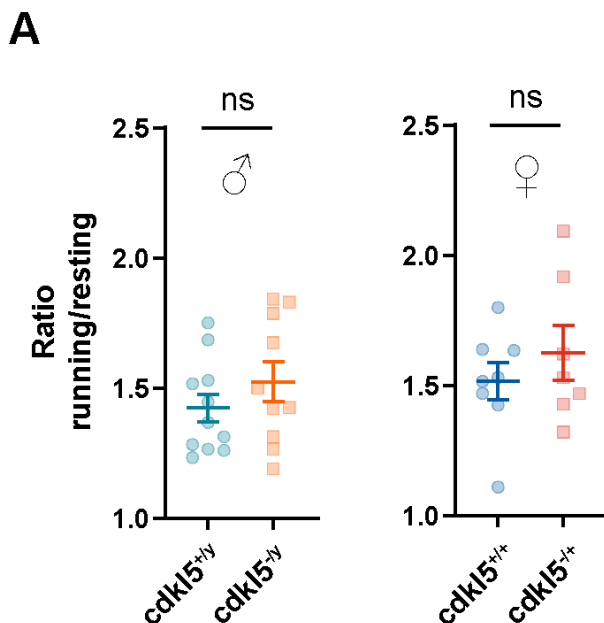 A
ns
ns
2.5
2.0
1.5
1.0
Ratio
running/resting
♂
cdkl5+/y
cdkl5-/y
2.5
2.0
1.5
1.0
♀
cdkl5+/+
cdkl5-/+